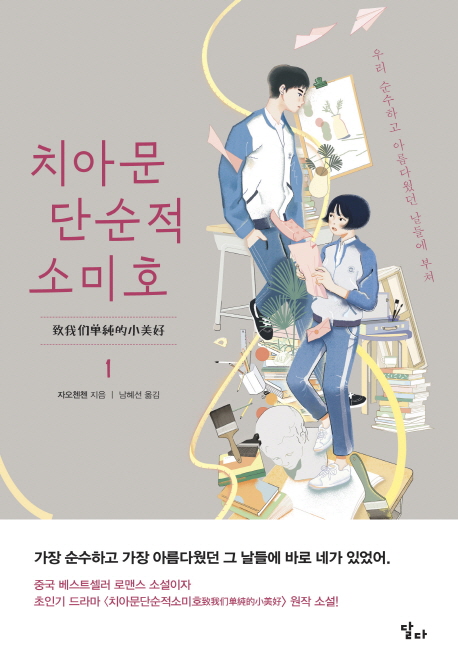 우리 순수하고 아름다웠던 날들에 부쳐
치아문
단순적
소미호
致我们单纯的小美好
1
자오첸첸 지음 | 남혜선 옮김
가장 순수하고 가장 아름다웠던 그 날들에 바로 네가 있었어.
중국 베스트셀러 로맨스 소설이자
초인기 드라마 〈치아문단순적소미호致我们单纯的小美好〉 원작 소설!
달다